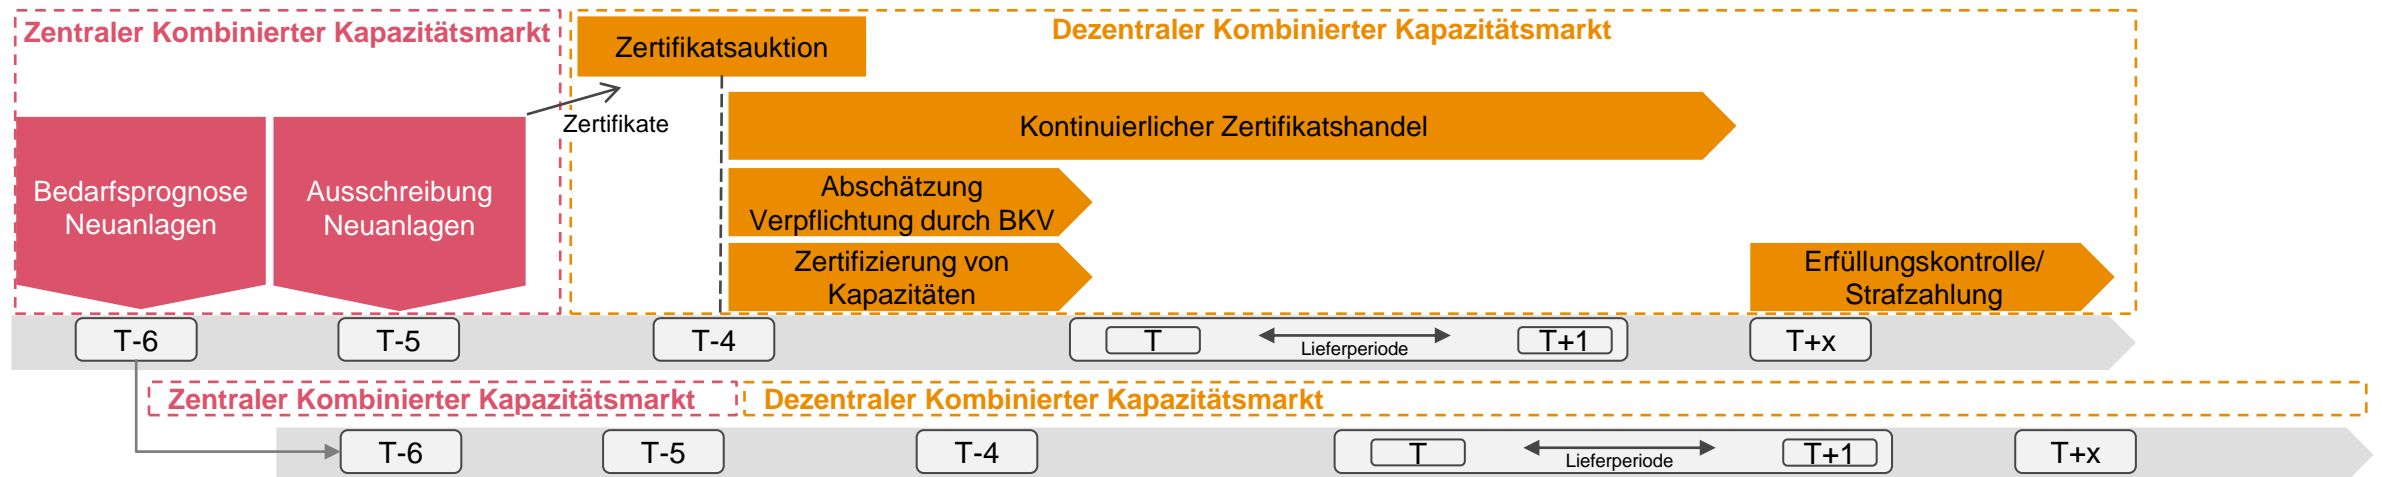 Zentraler Kombinierter Kapazitätsmarkt
Dezentraler Kombinierter Kapazitätsmarkt
Zertifikatsauktion
Zertifikate
Kontinuierlicher Zertifikatshandel
Bedarfsprognose
Neuanlagen
Ausschreibung
Neuanlagen
Abschätzung
Verpflichtung durch BKV
Zertifizierung von
Kapazitäten
Erfüllungskontrolle/
Strafzahlung
T-6
T-5
T-4
T
Lieferperiode
T+1
T+x
Zentraler Kombinierter Kapazitätsmarkt
Dezentraler Kombinierter Kapazitätsmarkt
T-6
T-5
T-4
T
Lieferperiode
T+1
T+x